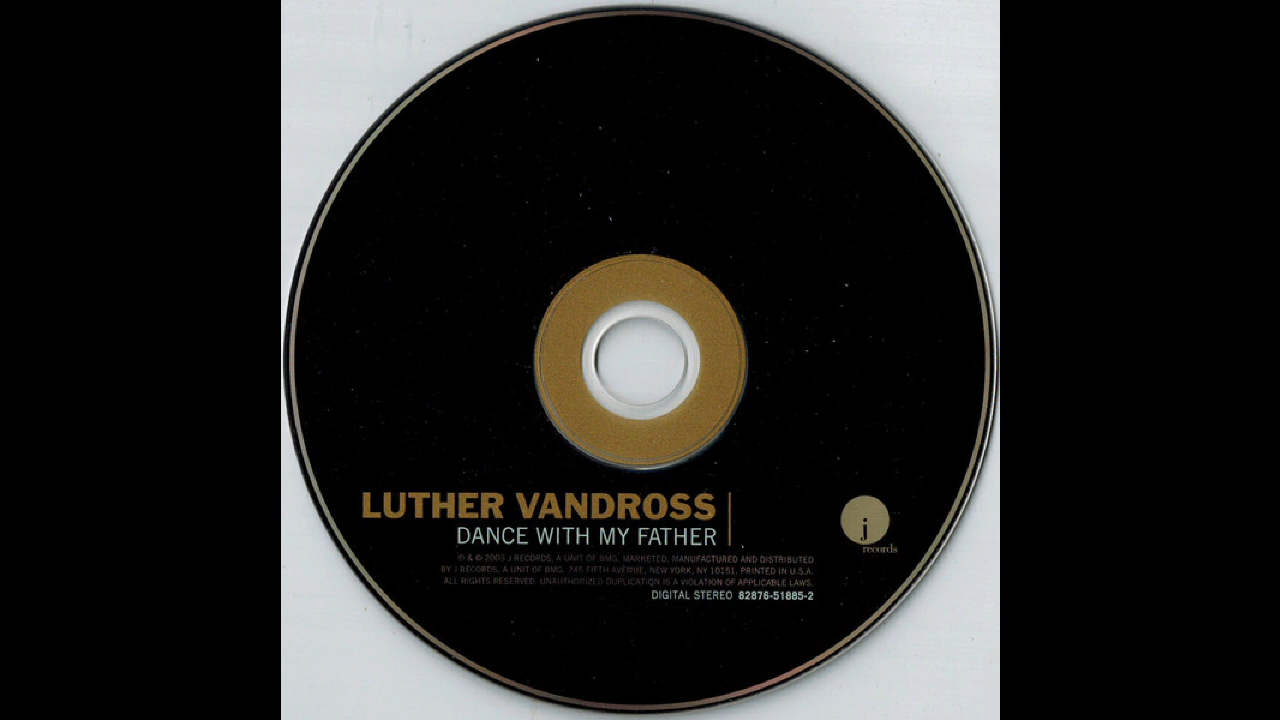 LUTHER VANDROSS
DANCE WITH MY FATHER
℗ & © 2003 J RECORDS, A UNIT OF BMG. MARKETED, MANUFACTURED AND DISTRIBUTED
BY J RECORDS, A UNIT OF BMG, 745 FIFTH AVENUE, NEW YORK, NY 10151. PRINTED IN U.S.A.
ALL RIGHTS RESERVED. UNAUTHORIZED DUPLICATION IS A VIOLATION OF APPLICABLE LAWS.
DIGITAL STEREO 82876-51885-2
j
records